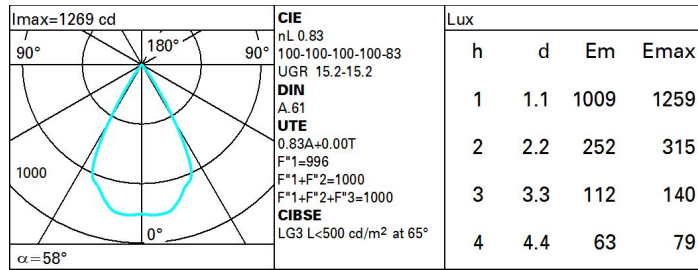 Imax=1269 cd
90° 180° 90°
1000
0°
α=58°
CIE
nL 0.83
100-100-100-100-83
UGR 15.2-15.2
DIN
A.61
UTE
0.83A+0.00T
F"1=996
F"1+F"2=1000
F"1+F"2+F"3=1000
CIBSE
LG3 L<500 cd/m² at 65°
Lux
h d Em Emax
1 1.1 1009 1259
2 2.2 252 315
3 3.3 112 140
4 4.4 63 79